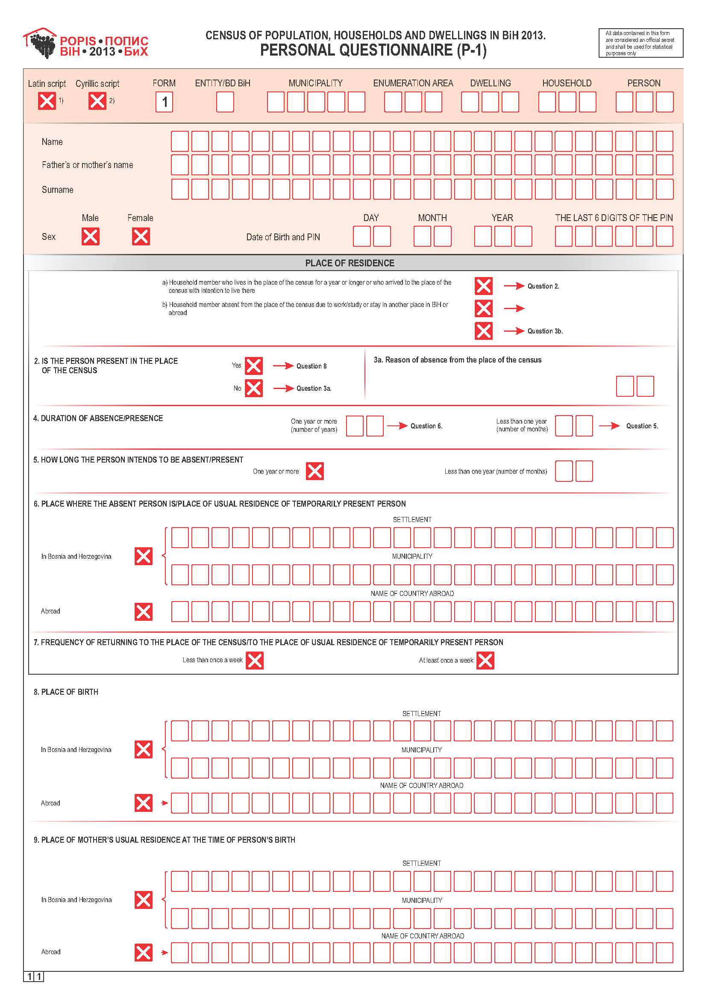 POPIS • ПОПИС
BiH • 2013 • БиХ
CENSUS OF POPULATION, HOUSEHOLDS AND DWELLINGS IN BiH 2013.
PERSONAL QUESTIONNAIRE (P-1)
All data contained in this form
are considered an official secret
and shall be used for statistical
purposes only
Latin script Cyrillic script FORM ENTITY/BD BiH MUNICIPALITY ENUMERATION AREA DWELLING HOUSEHOLD PERSON
1) 2) 1
Name
Father's or mother's name
Surname
Male Female DAY MONTH YEAR THE LAST 6 DIGITS OF THE PIN
Sex Date of Birth and PIN
PLACE OF RESIDENCE
a) Household member who lives in the place of the census for a year or longer or who arrived to the place of the
census with intention to live there
Question 2.
b) Household member absent from the place of the census due to work/study or stay in another place in BiH or
abroad
Question 3b.
2. IS THE PERSON PRESENT IN THE PLACE
OF THE CENSUS
Yes Question 8
No Question 3a.
3a. Reason of absence from the place of the census
4. DURATION OF ABSENCE/PRESENCE
One year or more
(number of years)
Question 6.
Less than one year
(number of months)
Question 5.
5. HOW LONG THE PERSON INTENDS TO BE ABSENT/PRESENT
One year or more Less than one year (number of months)
6. PLACE WHERE THE ABSENT PERSON IS/PLACE OF USUAL RESIDENCE OF TEMPORARILY PRESENT PERSON
SETTLEMENT
In Bosnia and Herzegovina MUNICIPALITY
NAME OF COUNTRY ABROAD
Abroad
7. FREQUENCY OF RETURNING TO THE PLACE OF THE CENSUS/TO THE PLACE OF USUAL RESIDENCE OF TEMPORARILY PRESENT PERSON
Less than once a week At least once a week
8. PLACE OF BIRTH
SETTLEMENT
In Bosnia and Herzegovina MUNICIPALITY
NAME OF COUNTRY ABROAD
Abroad
9. PLACE OF MOTHER'S USUAL RESIDENCE AT THE TIME OF PERSON'S BIRTH
SETTLEMENT
In Bosnia and Herzegovina MUNICIPALITY
NAME OF COUNTRY ABROAD
Abroad
1 1